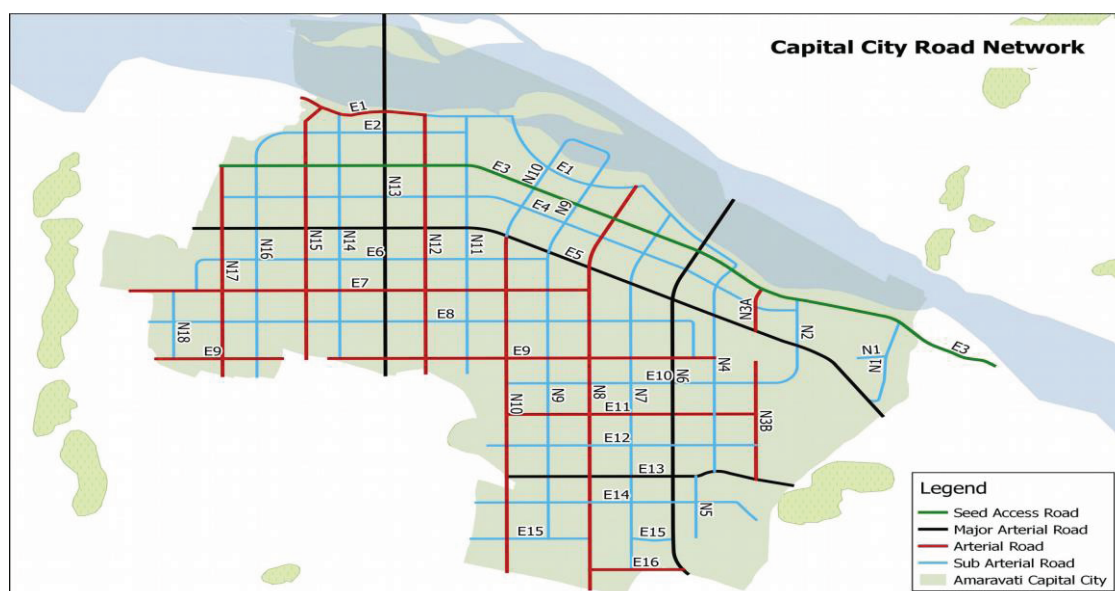 Capital City Road Network
E1
E2
E3
N10
E1
N13
E4
N9
N17
N16
N15
N14
E6
N12
N11
E5
E7
N3A
E8
N18
N2
E9
E9
N4
N1
N1
E3
N10
N9
N8
N7
E10
N6
E11
N3B
E12
E13
E14
N5
E15
E15
E16
Legend
Seed Access Road
Major Arterial Road
Arterial Road
Sub Arterial Road
Amaravati Capital City